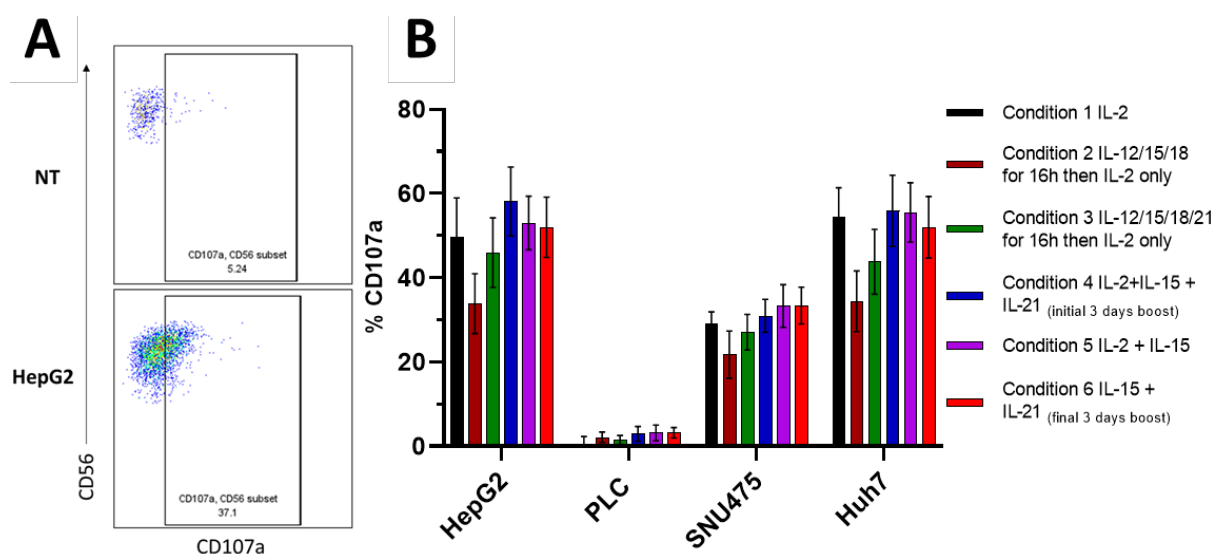 A
NT
CD107a, CD56 subset
5.24
HepG2
CD107a, CD56 subset
37.1
CD56
CD107a
B
% CD107a
80
60
40
20
0
HepG2
PLC
SNU475
Huh7
Condition 1 IL-2
Condition 2 IL-12/15/18
for 16h then IL-2 only
Condition 3 IL-12/15/18/21
for 16h then IL-2 only
Condition 4 IL-2+IL-15 +
IL-21 (initial 3 days boost)
Condition 5 IL-2 + IL-15
Condition 6 IL-15 +
IL-21 (final 3 days boost)